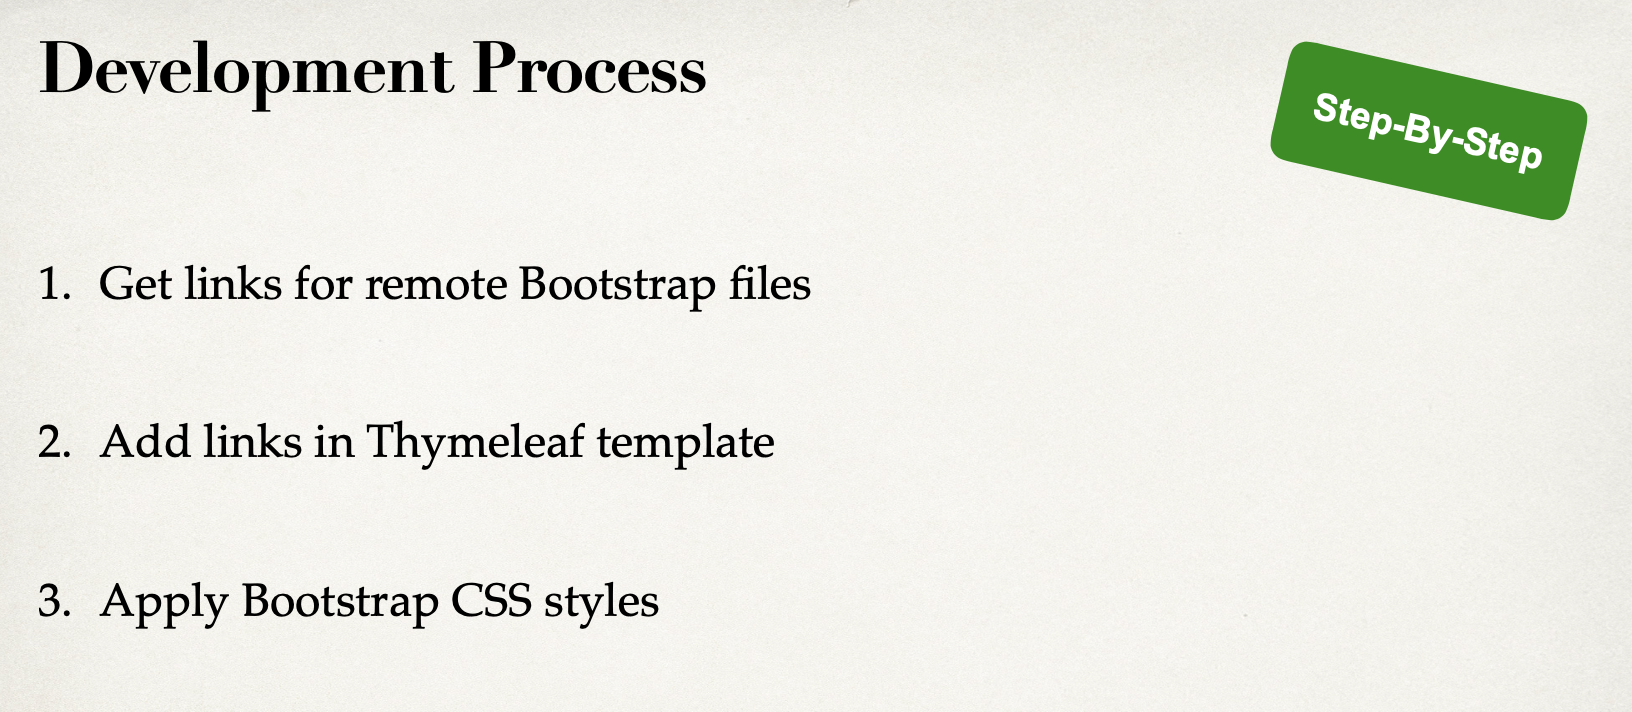 Development Process
Step-By-Step
1. Get links for remote Bootstrap files
2. Add links in Thymeleaf template
3. Apply Bootstrap CSS styles